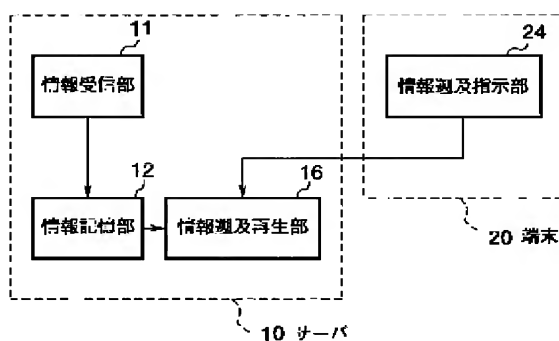 11
情報受信部
24
情報遡及指示部
12
情報記憶部
16
情報遡及再生部
20 端末
10 サーバ